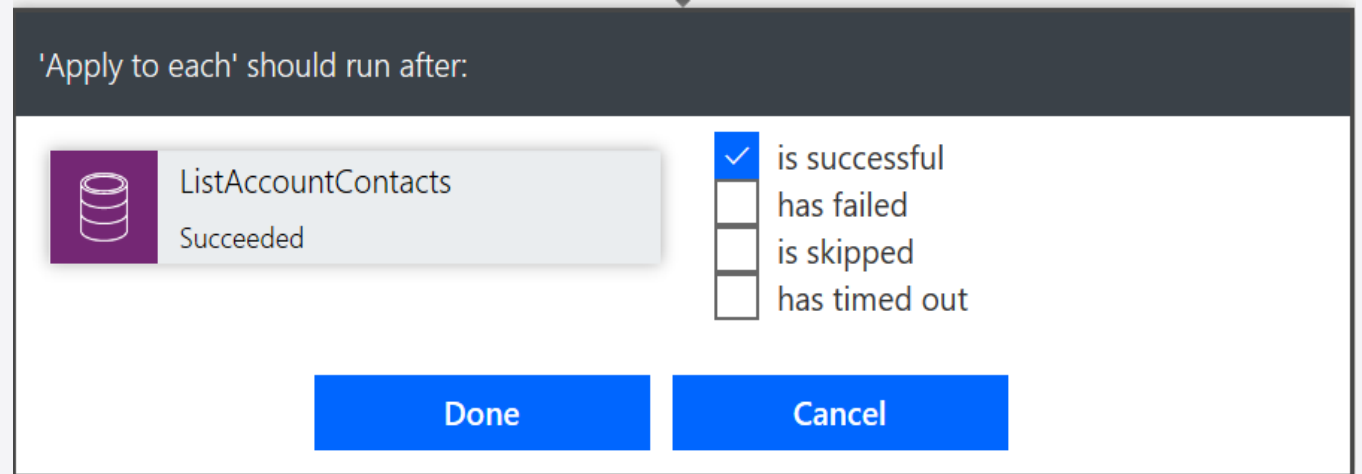 'Apply to each' should run after:
ListAccountContacts
Succeeded
is successful
has failed
is skipped
has timed out
Done
Cancel